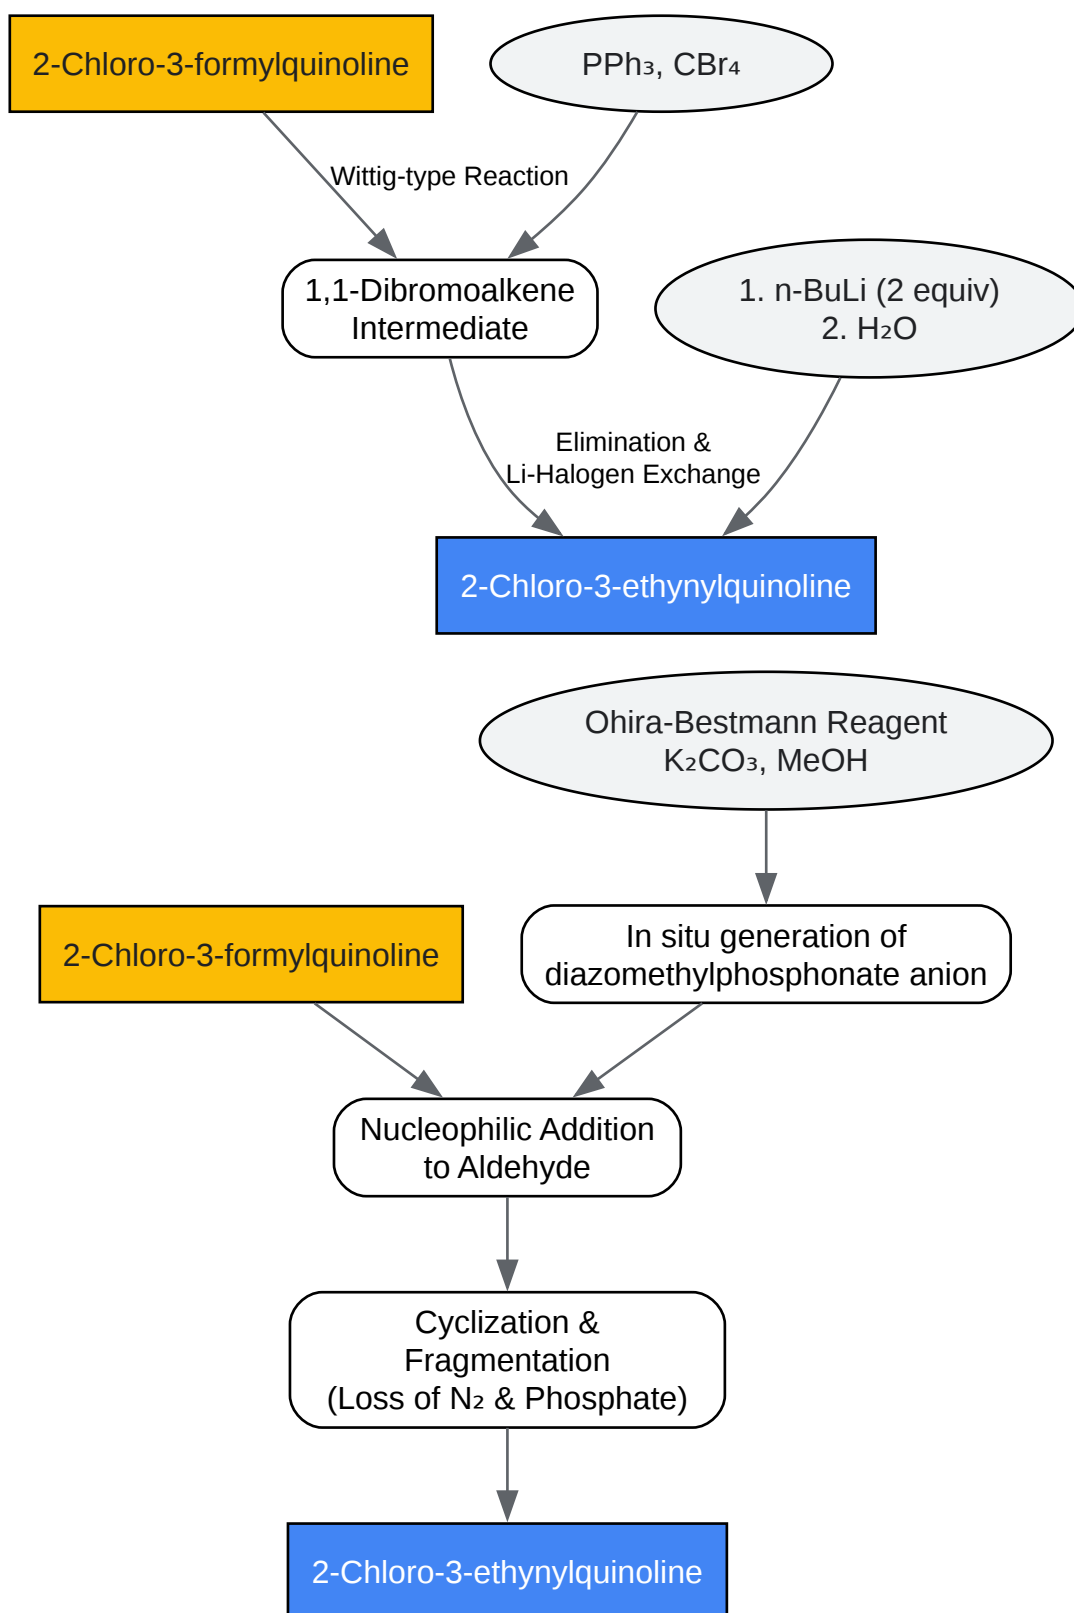 2-Chloro-3-formylquinoline
PPh₃, CBr₄
Wittig-type Reaction
1,1-Dibromoalkene
Intermediate
1. n-BuLi (2 equiv)
2. H₂O
Elimination &
Li-Halogen Exchange
2-Chloro-3-ethynylquinoline
Ohira-Bestmann Reagent
K₂CO₃, MeOH
2-Chloro-3-formylquinoline
In situ generation of
diazomethylphosphonate anion
Nucleophilic Addition
to Aldehyde
Cyclization &
Fragmentation
(Loss of N₂ & Phosphate)
2-Chloro-3-ethynylquinoline